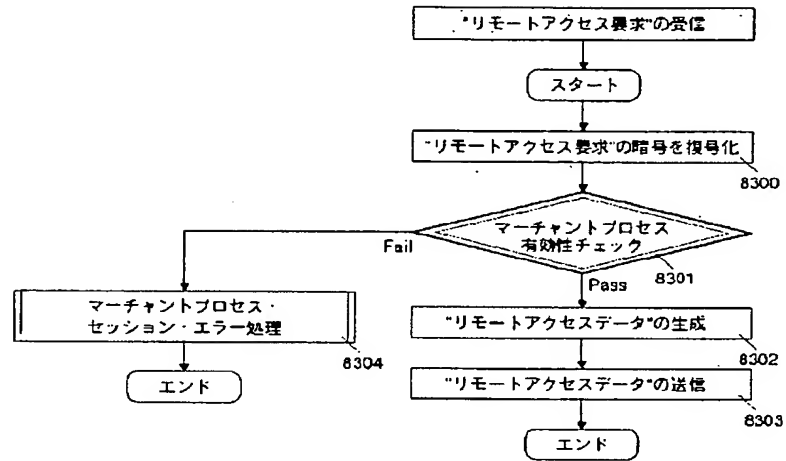 "リモートアクセス要求"の受信
スタート
"リモートアクセス要求"の暗号を復号化
8300
マーチャントプロセス
有効性チェック
8301
Fail
Pass
マーチャントプロセス・
セッション・エラー処理
8304
エンド
"リモートアクセスデータ"の生成
8302
"リモートアクセスデータ"の送信
8303
エンド